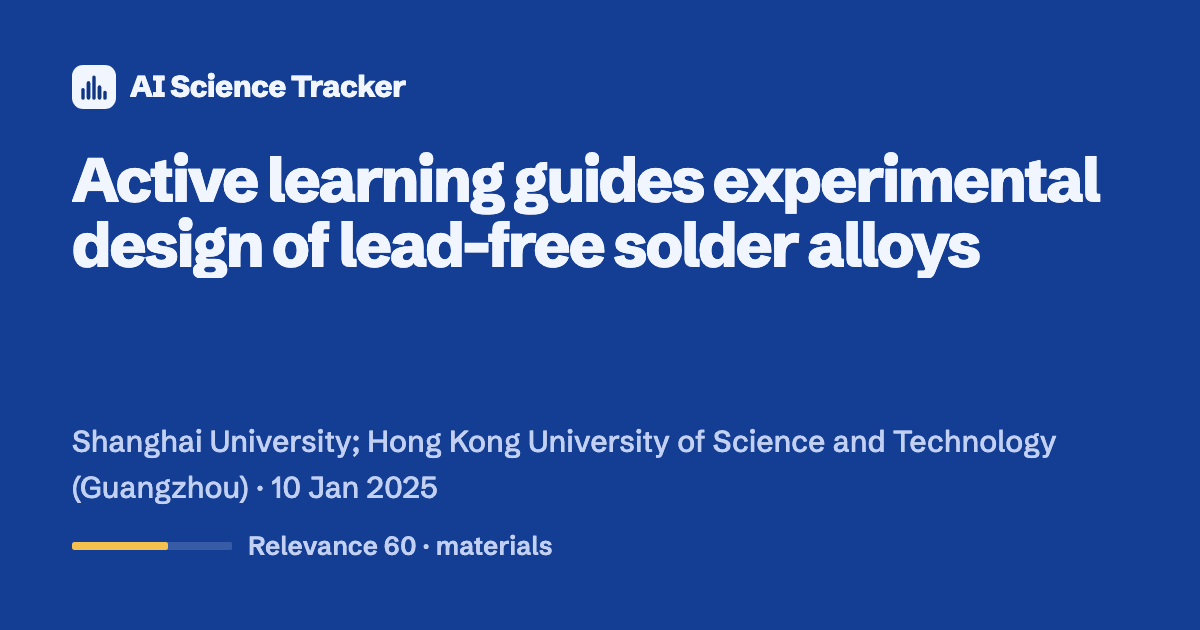 AI Science Tracker
Active learning guides experimental
design of lead-free solder alloys
Shanghai University; Hong Kong University of Science and Technology
(Guangzhou) · 10 Jan 2025
Relevance 60 · materials